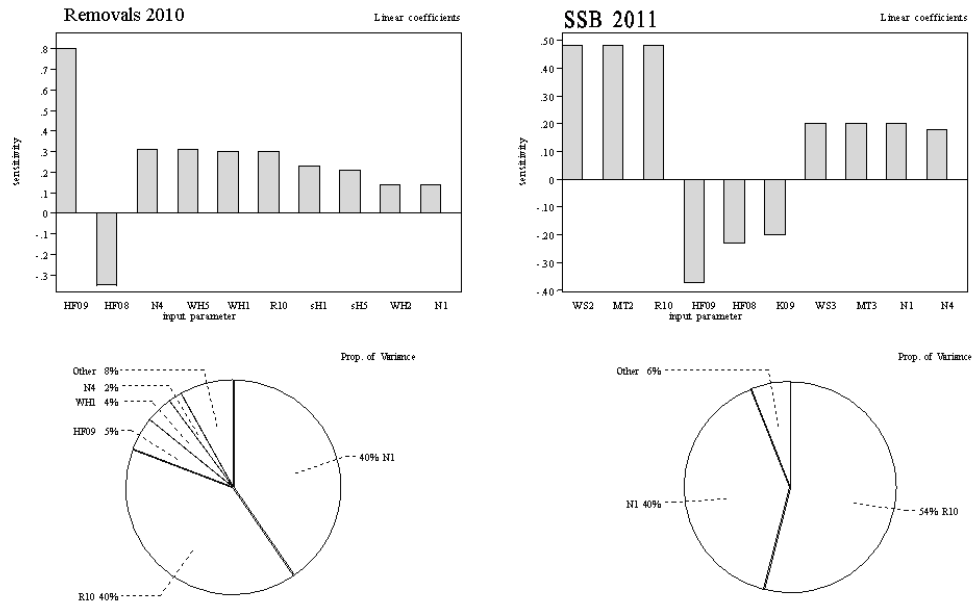 Removals 2010
Linear coefficients
.8
.7
.6
.5
.4
.3
.2
.1
0
-.1
-.2
-.3
sensitivity
HF09 HF08 N4 WH5 WH1 R10 sH1 sH5 WH2 N1
input parameter
SSB 2011
Linear coefficients
.50
.40
.30
.20
.10
0
-.10
-.20
-.30
-.40
sensitivity
WS2 MT2 R10 HF09 HF08 K09 WS3 MT3 N1 N4
input parameter
Prop. of Variance
Other 8%
N4 2%
WH1 4%
HF09 5%
40% N1
R10 40%
Prop. of Variance
Other 6%
N1 40%
54% R10